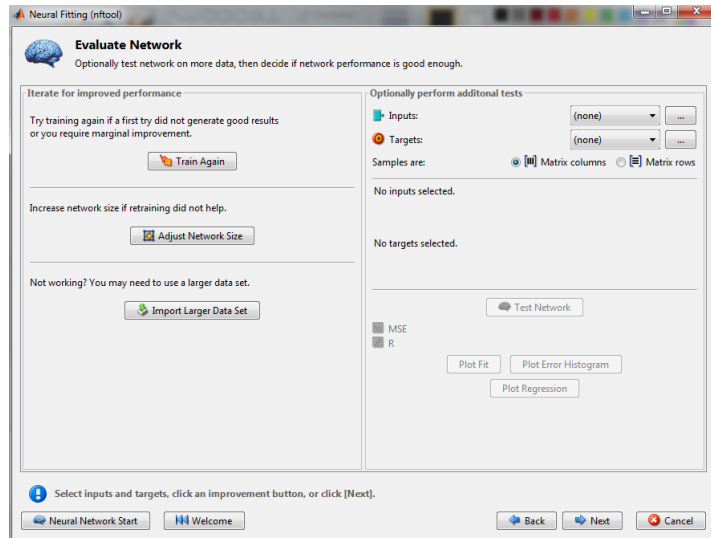 Neural Fitting (nftool)
Evaluate Network
Optionally test network on more data, then decide if network performance is good enough.
Iterate for improved performance
Try training again if a first try did not generate good results
or you require marginal improvement.
Train Again
Increase network size if retraining did not help.
Adjust Network Size
Not working? You may need to use a larger data set.
Import Larger Data Set
Optionally perform additonal tests
Inputs: (none) ...
Targets: (none) ...
Samples are: Matrix columns Matrix rows
No inputs selected.
No targets selected.
Test Network
MSE
R
Plot Fit Plot Error Histogram
Plot Regression
Select inputs and targets, click an improvement button, or click [Next].
Neural Network Start Welcome Back Next Cancel